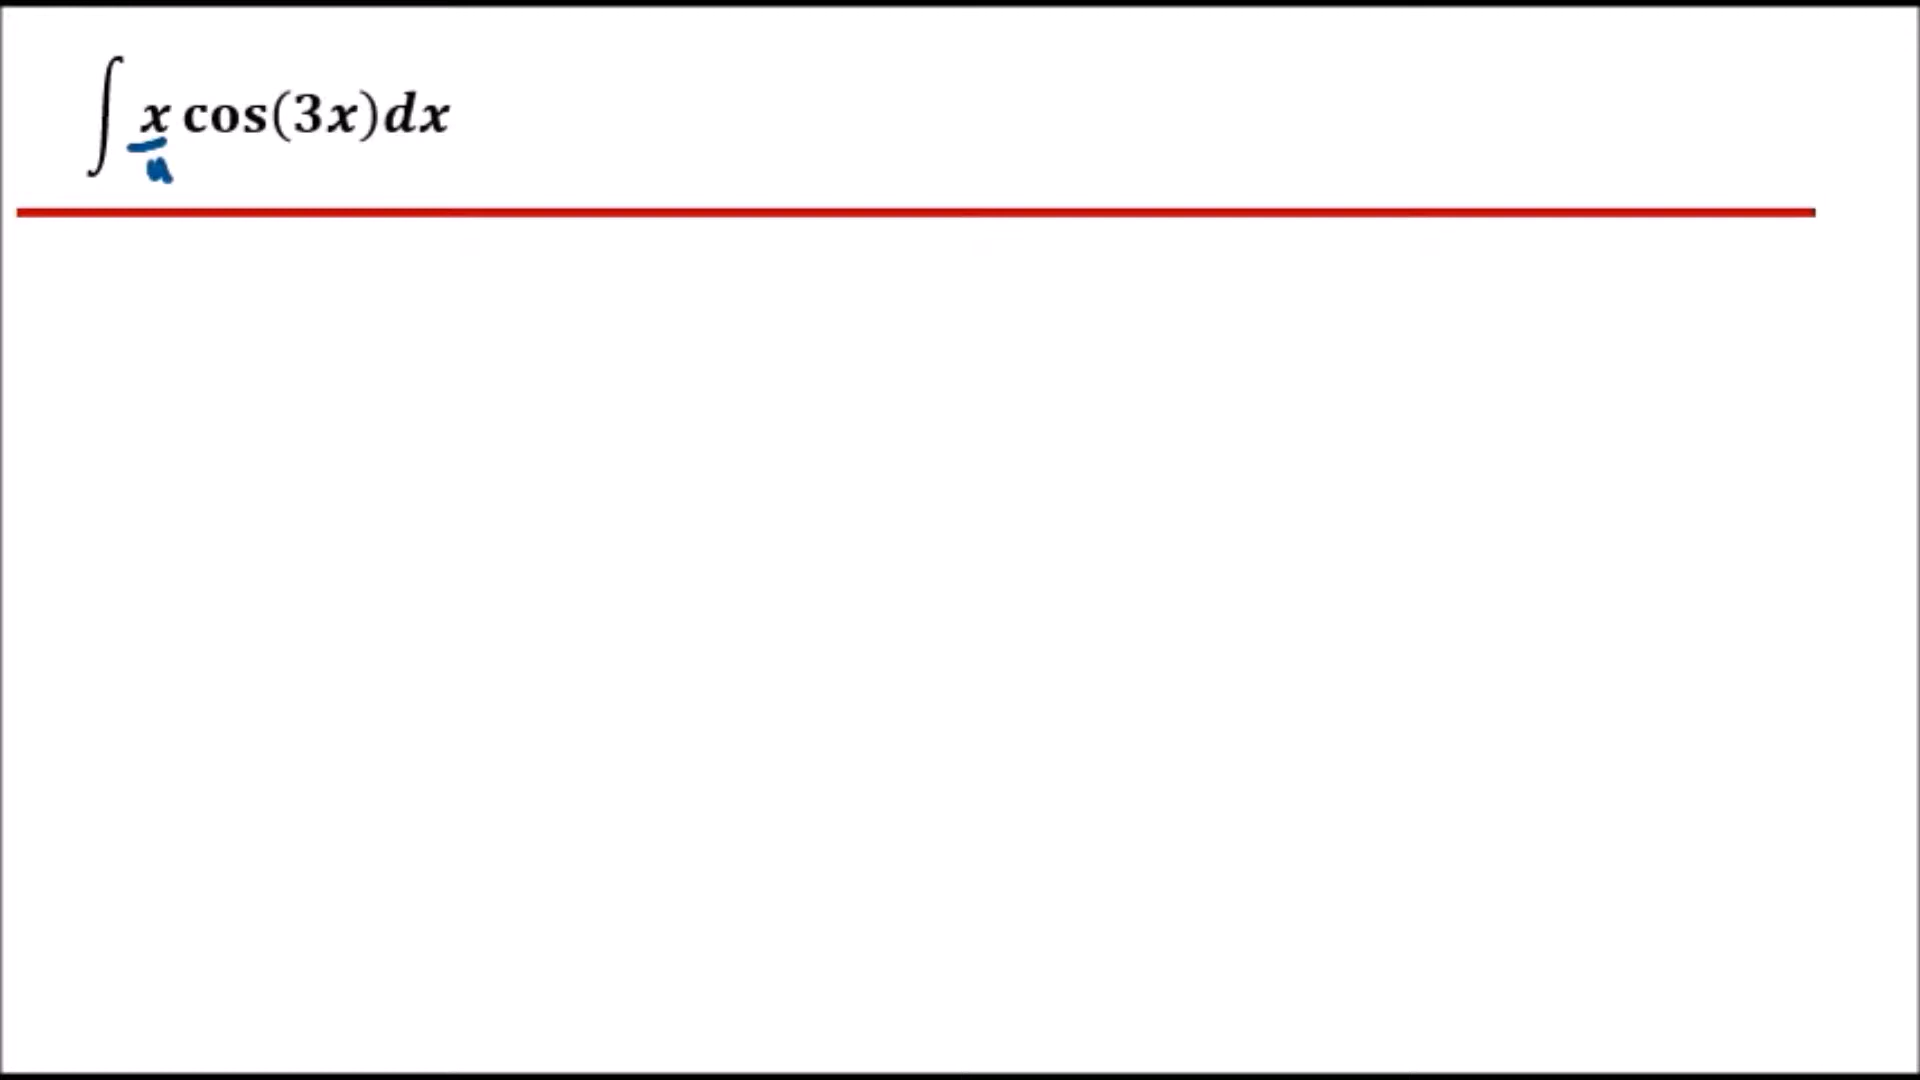 ∫ x cos(3x)dx
u